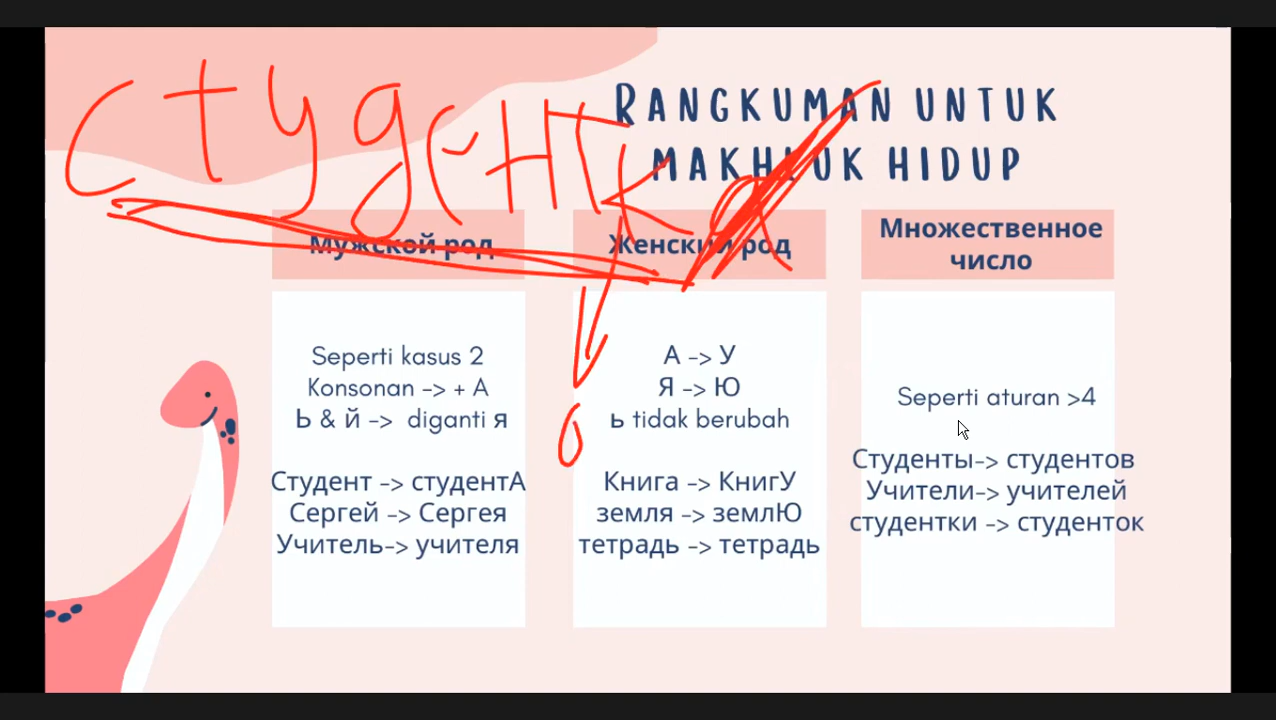 студентка
о
RANGKUMAN UNTUK
MAKHLUK HIDUP
Мужской род
Seperti kasus 2
Konsonan -> + А
Ь & й -> diganti я
Студент -> студентА
Сергей -> Сергея
Учитель-> учителя
Женский род
А -> У
Я -> Ю
ь tidak berubah
Книга -> КнигУ
земля -> землЮ
тетрадь -> тетрадь
Множественное
число
Seperti aturan >4
Студенты-> студентов
Учители-> учителей
студентки -> студенток